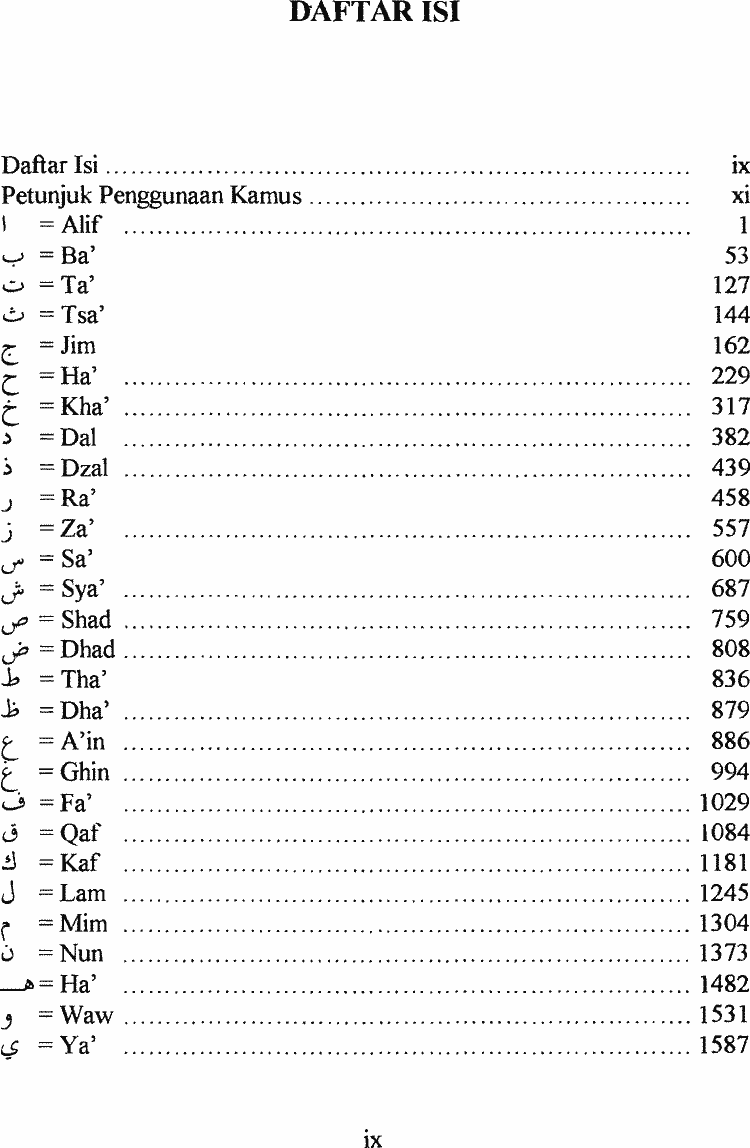 DAFTAR ISI
Daftar Isi ........................................................................ ix
Petunjuk Penggunaan Kamus .............................................. xi
ا = Alif ..................................................................... 1
ب = Ba’ 53
ت = Ta’ 127
ث = Tsa’ 144
ج = Jim 162
ح = Ha’ ..................................................................... 229
خ = Kha’ ..................................................................... 317
د = Dal ..................................................................... 382
ذ = Dzal ..................................................................... 439
ر = Ra’ 458
ز = Za’ ..................................................................... 557
س = Sa’ 600
ش = Sya’ ..................................................................... 687
ص = Shad ..................................................................... 759
ض = Dhad ..................................................................... 808
ط = Tha’ 836
ظ = Dha’ ..................................................................... 879
ع = A’in ..................................................................... 886
غ = Ghin ..................................................................... 994
ف = Fa’ ..................................................................... 1029
ق = Qaf ..................................................................... 1084
ك = Kaf ..................................................................... 1181
ل = Lam ..................................................................... 1245
م = Mim ..................................................................... 1304
ن = Nun ..................................................................... 1373
هـ = Ha’ ..................................................................... 1482
و = Waw ..................................................................... 1531
ي = Ya’ ..................................................................... 1587
ix